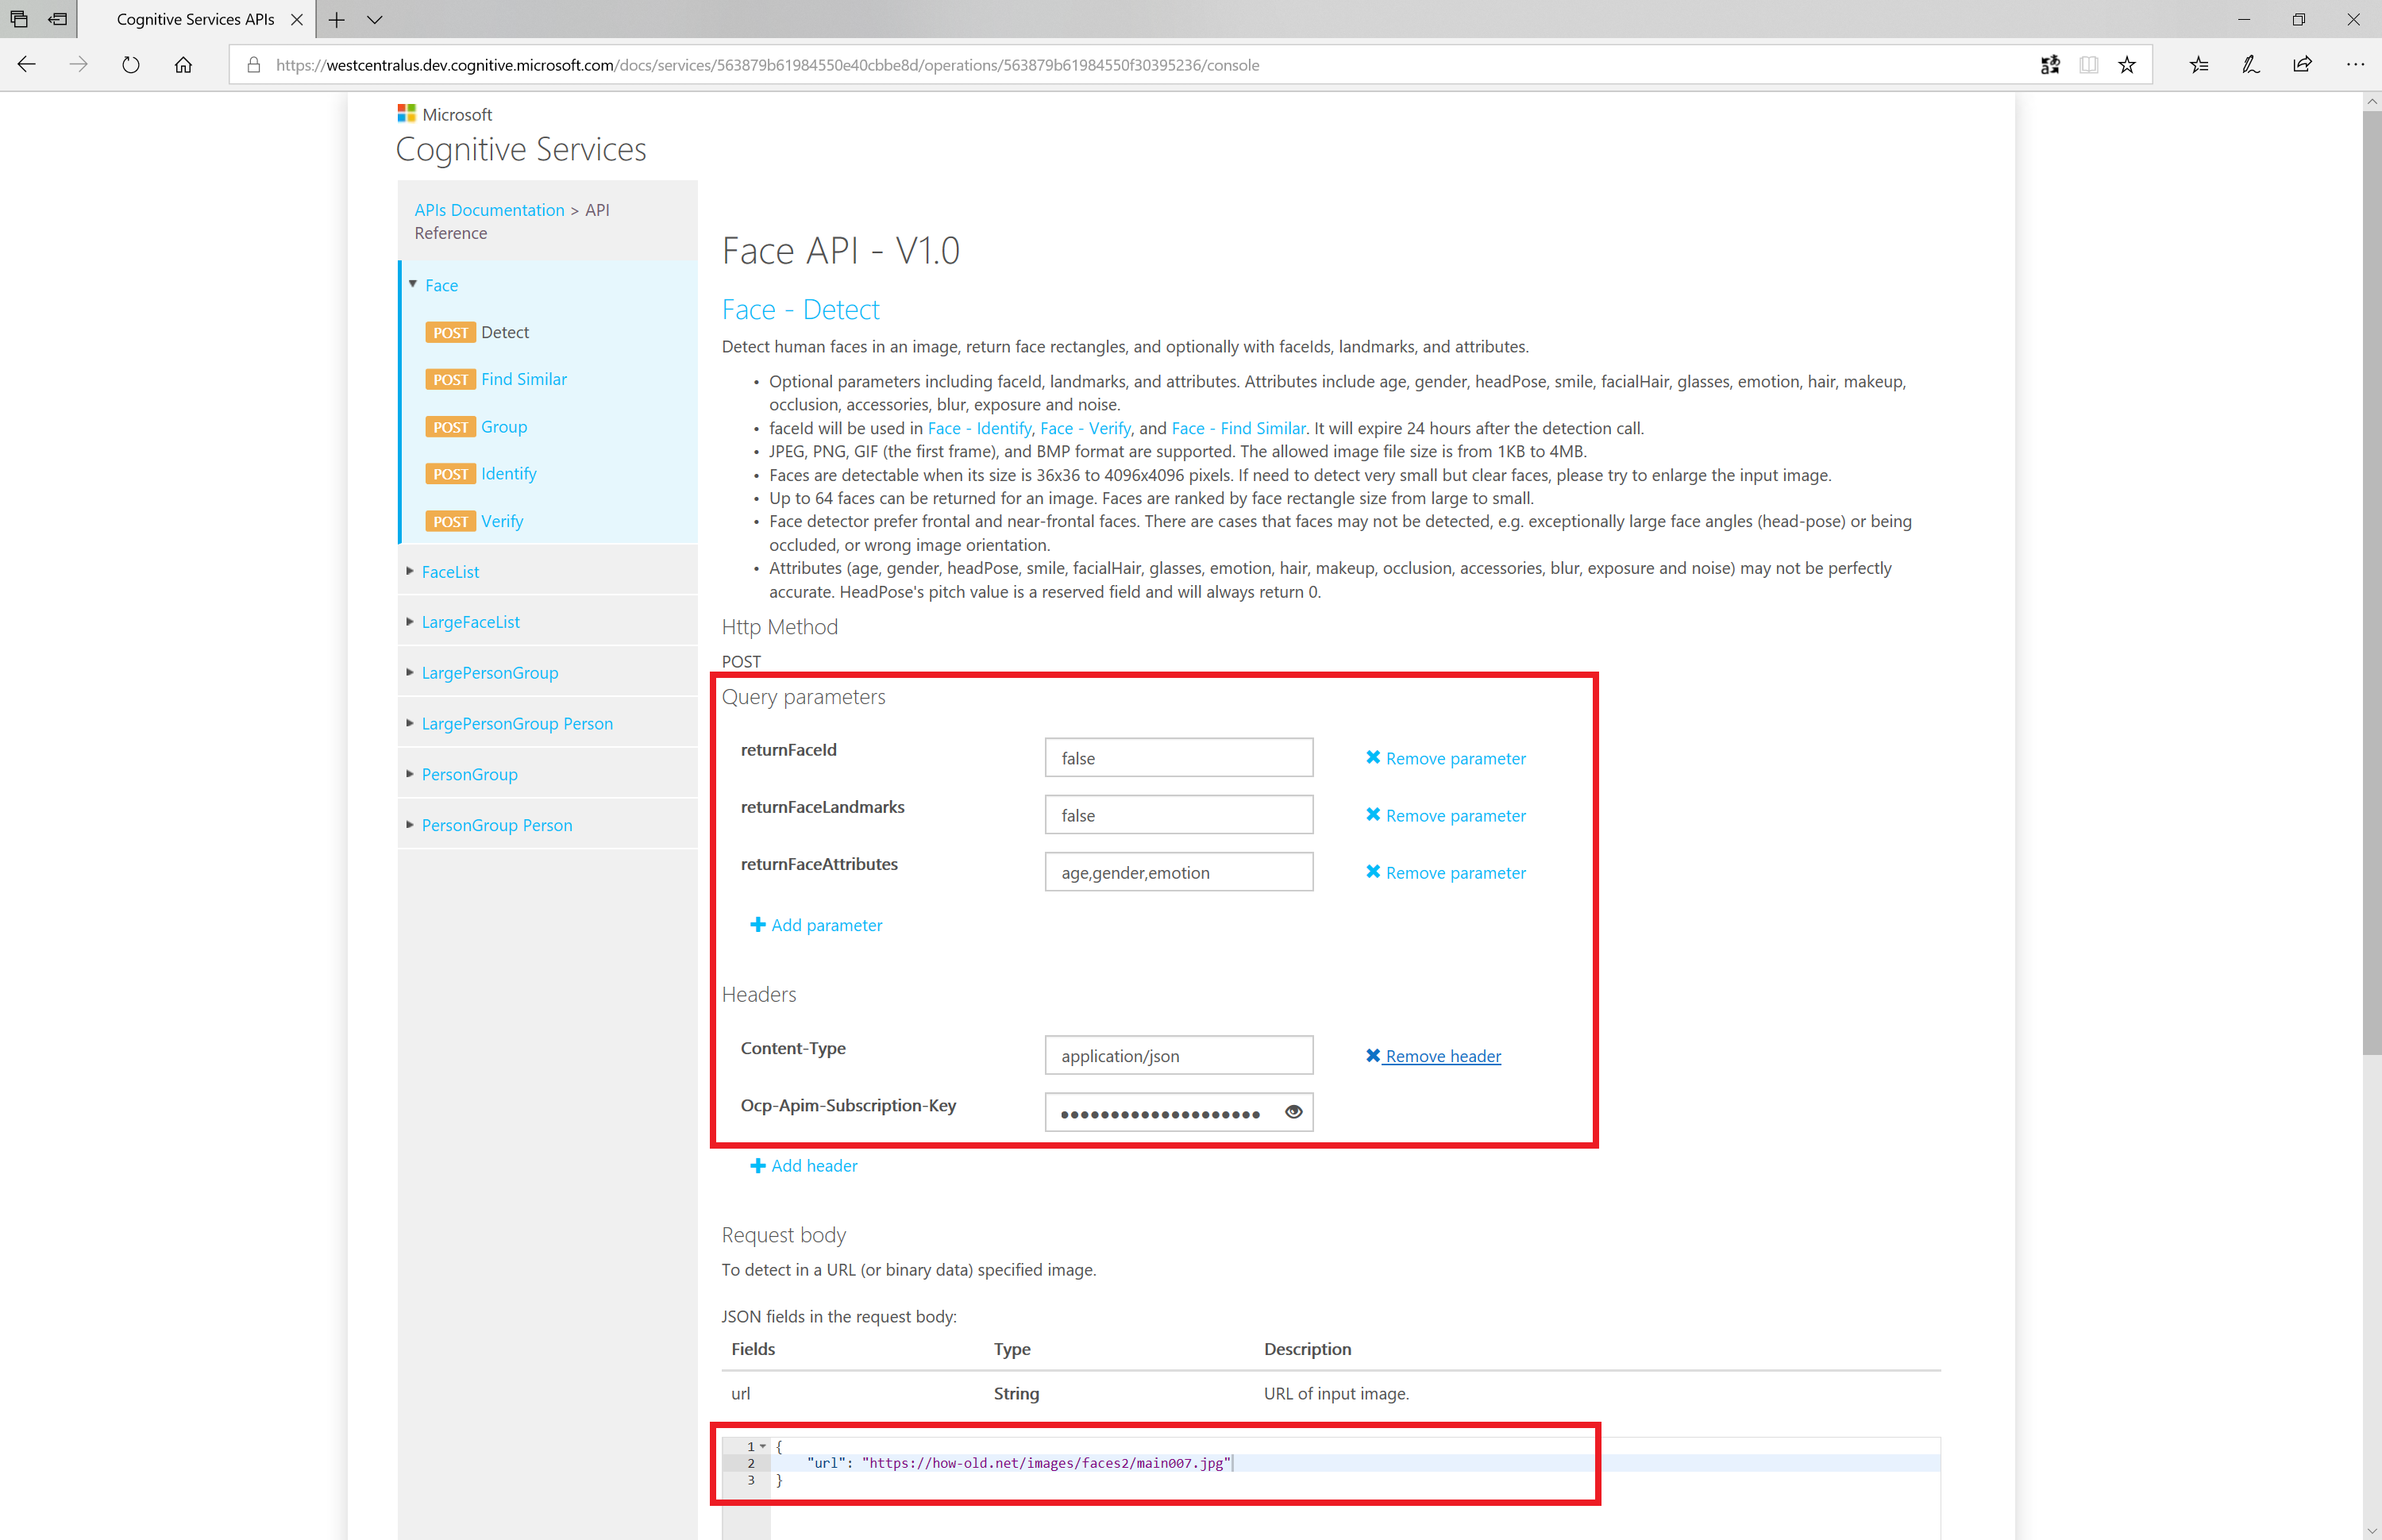 Cognitive Services APIs
https://westcentralus.dev.cognitive.microsoft.com/docs/services/563879b61984550e40cbbe8d/operations/563879b61984550f30395236/console
Microsoft
Cognitive Services
APIs Documentation > API
Reference
Face
POST Detect
POST Find Similar
POST Group
POST Identify
POST Verify
FaceList
LargeFaceList
LargePersonGroup
LargePersonGroup Person
PersonGroup
PersonGroup Person
Face API - V1.0
Face - Detect
Detect human faces in an image, return face rectangles, and optionally with faceIds, landmarks, and attributes.
• Optional parameters including faceId, landmarks, and attributes. Attributes include age, gender, headPose, smile, facialHair, glasses, emotion, hair, makeup,
occlusion, accessories, blur, exposure and noise.
• faceId will be used in Face - Identify, Face - Verify, and Face - Find Similar. It will expire 24 hours after the detection call.
• JPEG, PNG, GIF (the first frame), and BMP format are supported. The allowed image file size is from 1KB to 4MB.
• Faces are detectable when its size is 36x36 to 4096x4096 pixels. If need to detect very small but clear faces, please try to enlarge the input image.
• Up to 64 faces can be returned for an image. Faces are ranked by face rectangle size from large to small.
• Face detector prefer frontal and near-frontal faces. There are cases that faces may not be detected, e.g. exceptionally large face angles (head-pose) or being
occluded, or wrong image orientation.
• Attributes (age, gender, headPose, smile, facialHair, glasses, emotion, hair, makeup, occlusion, accessories, blur, exposure and noise) may not be perfectly
accurate. HeadPose's pitch value is a reserved field and will always return 0.
Http Method
POST
Query parameters
returnFaceId false Remove parameter
returnFaceLandmarks false Remove parameter
returnFaceAttributes age,gender,emotion Remove parameter
Add parameter
Headers
Content-Type application/json Remove header
Ocp-Apim-Subscription-Key ••••••••••••••••••••
Add header
Request body
To detect in a URL (or binary data) specified image.
JSON fields in the request body:
Fields Type Description
url String URL of input image.
1 {
2 "url": "https://how-old.net/images/faces2/main007.jpg"
3 }